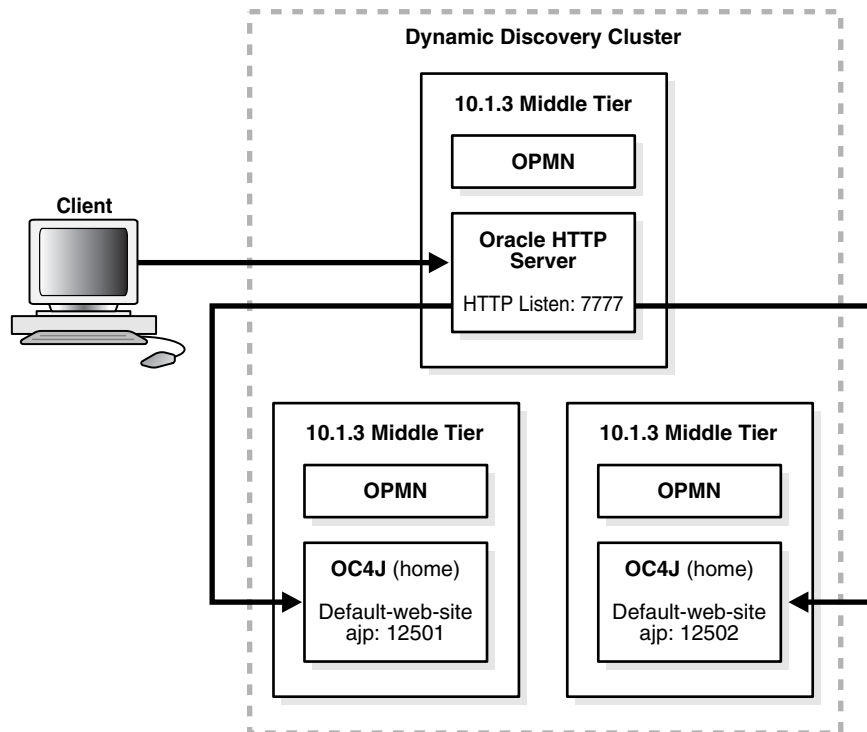 Dynamic Discovery Cluster
10.1.3 Middle Tier
OPMN
Client
Oracle HTTP
Server
HTTP Listen: 7777
10.1.3 Middle Tier
OPMN
OC4J (home)
Default-web-site
ajp: 12501
10.1.3 Middle Tier
OPMN
OC4J (home)
Default-web-site
ajp: 12502